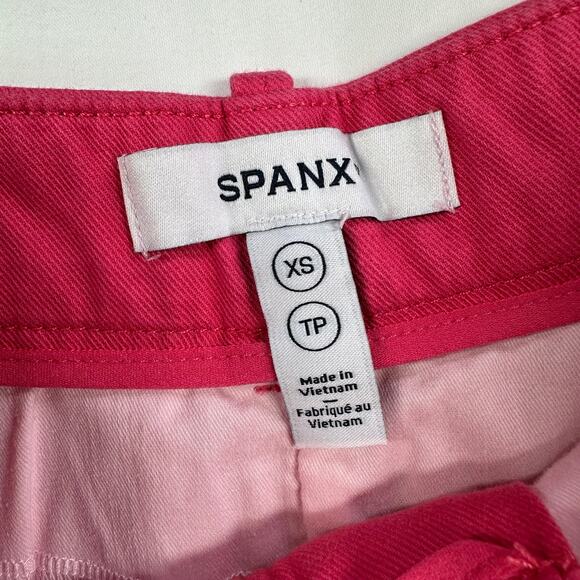 SPANX
XS
TP
Made in
Vietnam
Fabriqué au
Vietnam